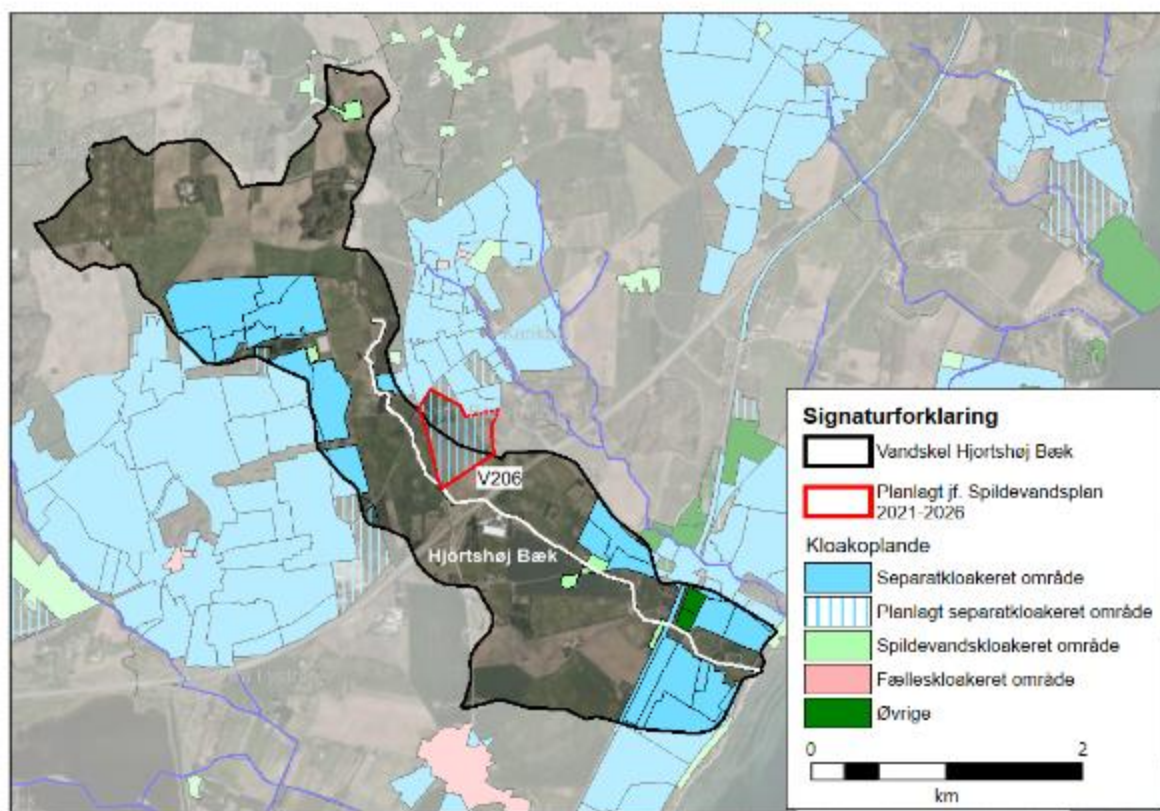 V206
Hjortshøj Bæk
Signaturforklaring
Vandskel Hjortshøj Bæk
Planlagt jf. Spildevandsplan
2021-2026
Kloakoplande
Separatkloakeret område
Planlagt separatkloakeret område
Spildevandskloakeret område
Fælleskloakeret område
Øvrige
0 2
km